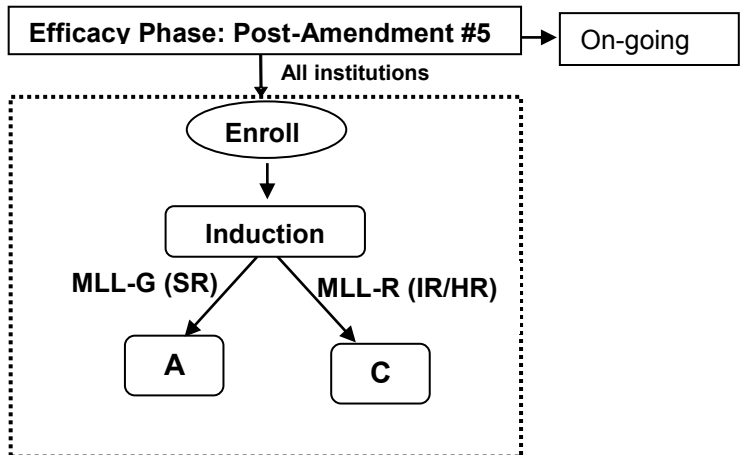 Efficacy Phase: Post-Amendment #5
On-going
All institutions
Enroll
Induction
MLL-G (SR)
MLL-R (IR/HR)
A
C